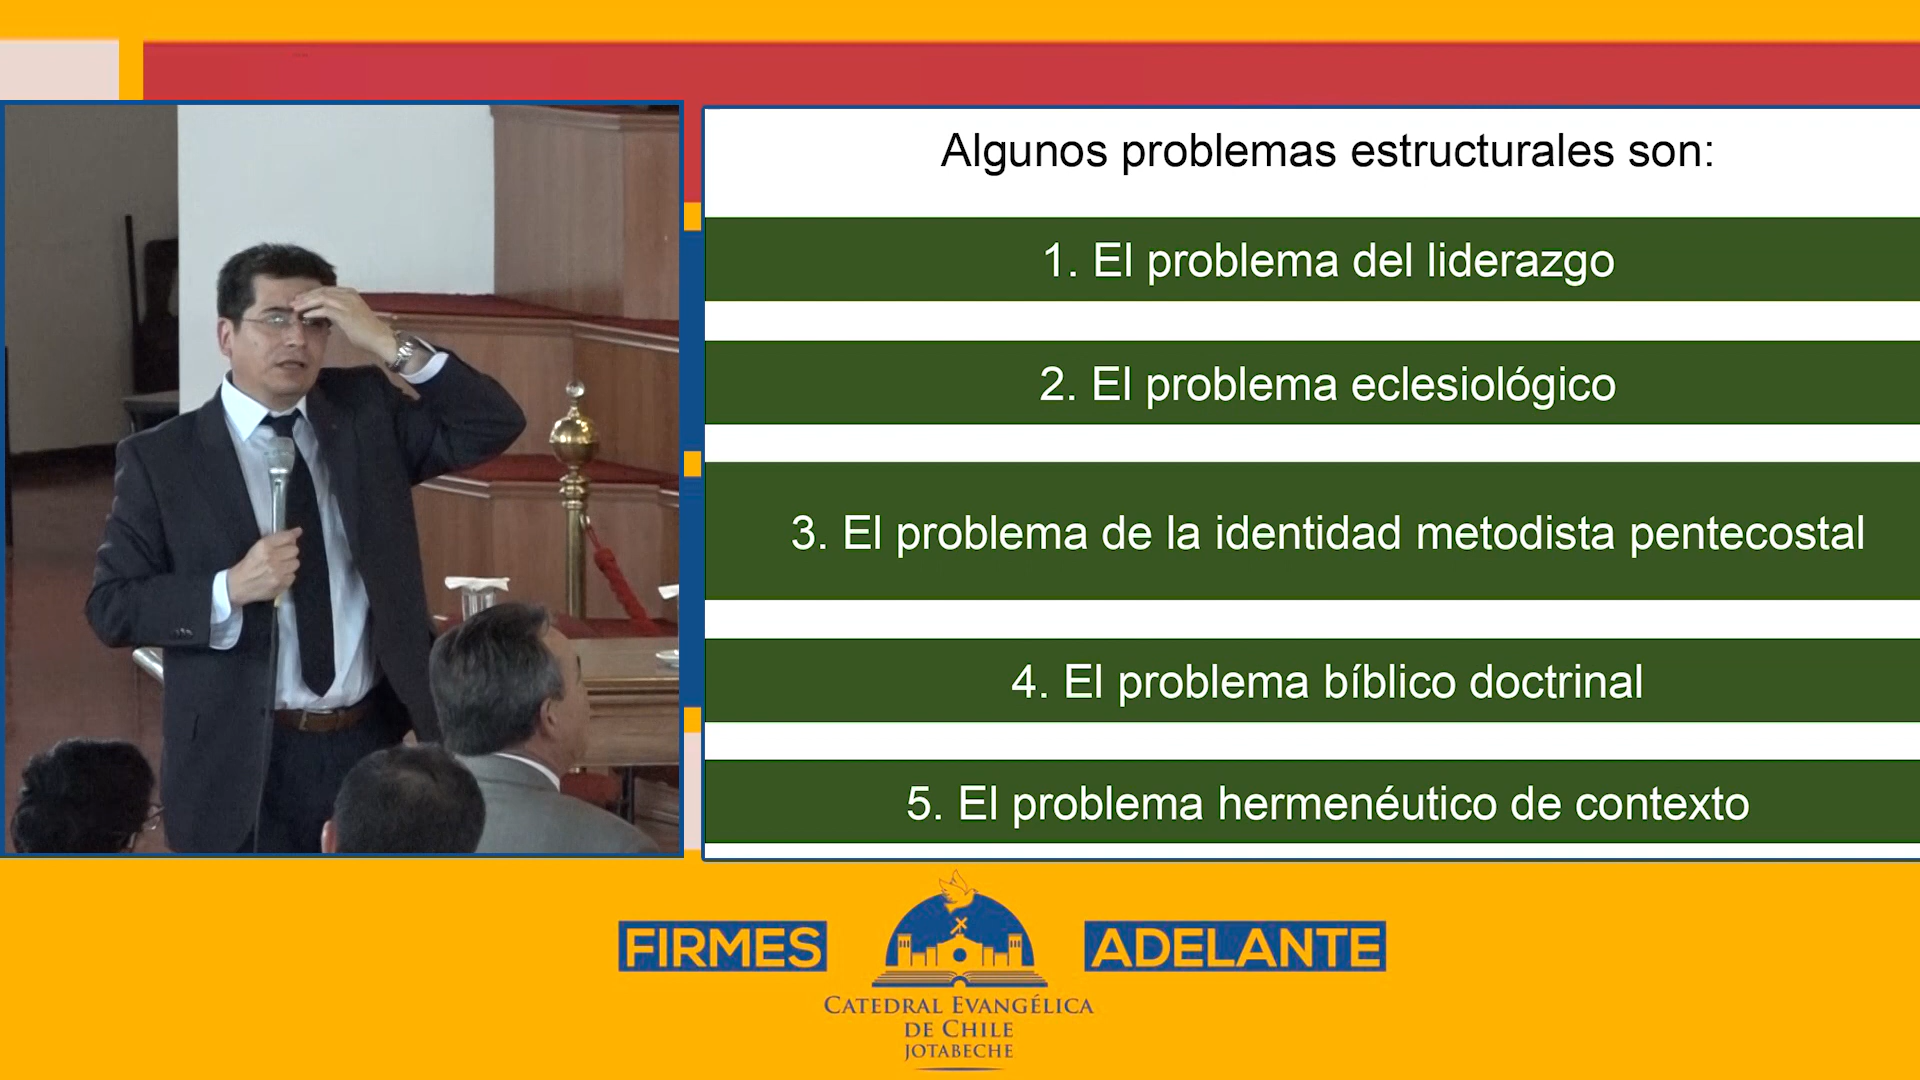 Algunos problemas estructurales son:
1. El problema del liderazgo
2. El problema eclesiológico
3. El problema de la identidad metodista pentecostal
4. El problema bíblico doctrinal
5. El problema hermenéutico de contexto
FIRMES ADELANTE
CATEDRAL EVANGÉLICA
DE CHILE
JOTABECHE